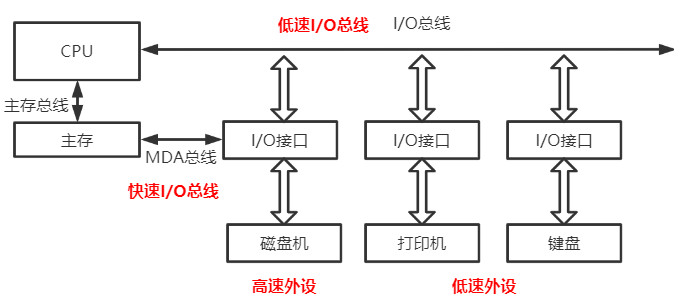 低速I/O总线 I/O总线
CPU
主存总线
主存
MDA总线
I/O接口 I/O接口 I/O接口
快速I/O总线
磁盘机 打印机 键盘
高速外设 低速外设